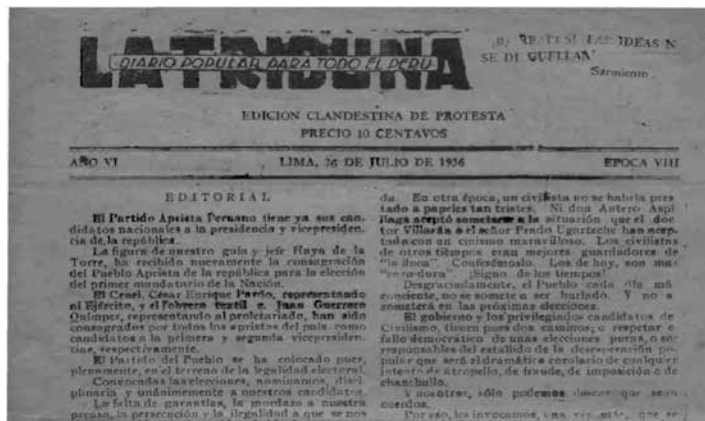 LA TRIBUNA
DIARIO POPULAR PARA TODO EL PERU
IDEAS N
SE DEGUELLAN
Sarmiento
EDICION CLANDESTINA DE PROTESTA
PRECIO 10 CENTAVOS
AÑO VI LIMA, 26 DE JULIO DE 1936 EPOCA VIII
EDITORIAL
El Partido Aprista Peruano tiene ya sus can-
didatos nacionales a la presidencia y vicepresiden-
cia de la república.
La figura de nuestro guía y jefe Haya de la
Torre, ha recibido nuevamente la consagración
del Pueblo Aprista de la república para la elección
del primer mandatario de la Nación.
El Crnel. César Enrique Pardo, representando
al Ejército, y el obrero textil c. Juan Guerrero
Quimper, representando al proletariado, han sido
consagrados por todos los apristas del país como
candidatos a la primera y segunda vicepresiden-
cias, respectivamente.
El Partido del Pueblo se ha colocado pues,
plenamente, en el terreno de la legalidad electoral.
Convocadas las elecciones, nominamos, disci-
plinaria y unánimemente a nuestros candidatos.
La falta de garantías, la mordaza a nuestra
prensa, la persecución y la ilegalidad a que se nos
da. En otra época, un civilista no se habría pres
tado a papeles tan tristes. Ni don Antero Aspí
llaga aceptó someterse a la situación que el doc
tor Villarán o el señor Prado Ugarteche han acep-
tado con un cinismo maravilloso. Los civilistas
de otros tiempos eran mejores guardadores de
"la línea". Confesémoslo. Los de hoy, son más
"cara-dura". ¡Signo de los tiempos!
Desgraciadamente, el Pueblo cada día má
conciente, no se somete a ser burlado. Y no s
someterá en las próximas elecciones.
El gobierno y los privilegiados candidatos de
Civilismo, tienen pues dos caminos; o respetar e
fallo democrático de unas elecciones puras, o ser
responsables del estallido de la desesperación po
pular que será el dramático corolario de cualquier
intento de atropello, de fraude, de imposición o de
chanchullo.
Y nosotros, sólo podemos desear que sean
cuerdos.
Por eso, les invocamos, una vez más, que se